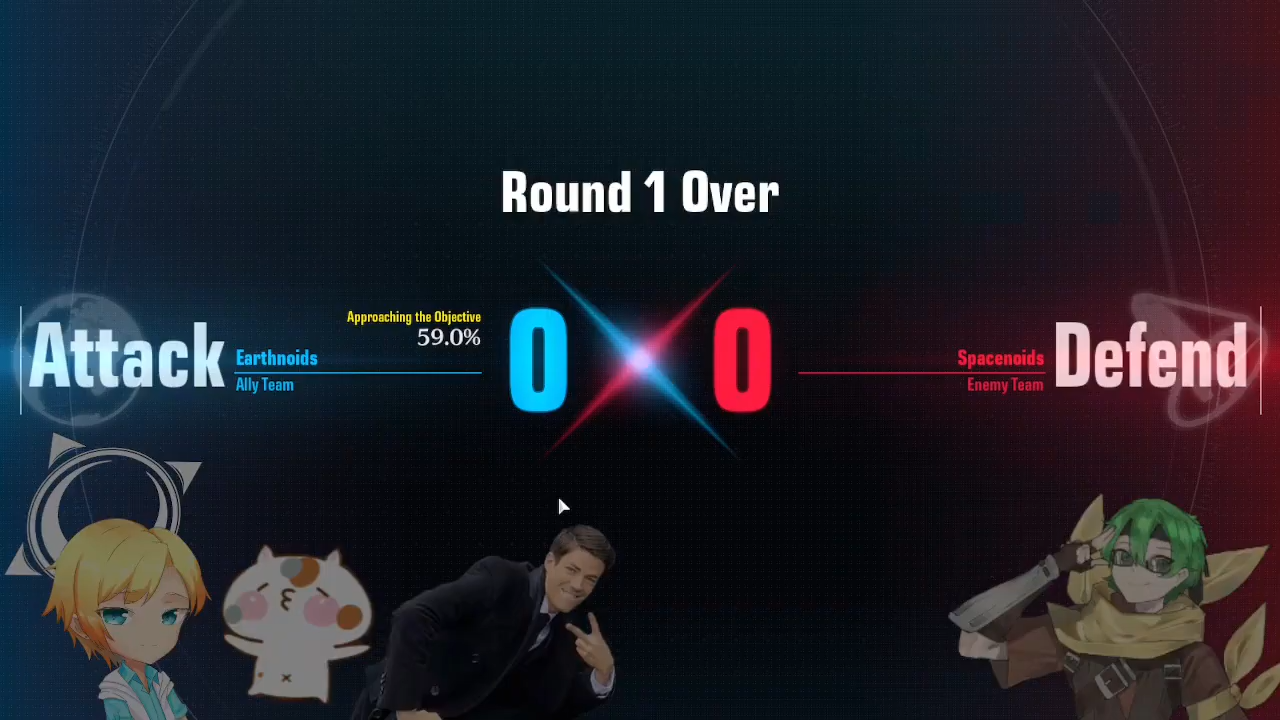 Round 1 Over
Approaching the Objective
59.0%
0
0
Attack
Earthnoids
Ally Team
Spacenoids
Enemy Team
Defend